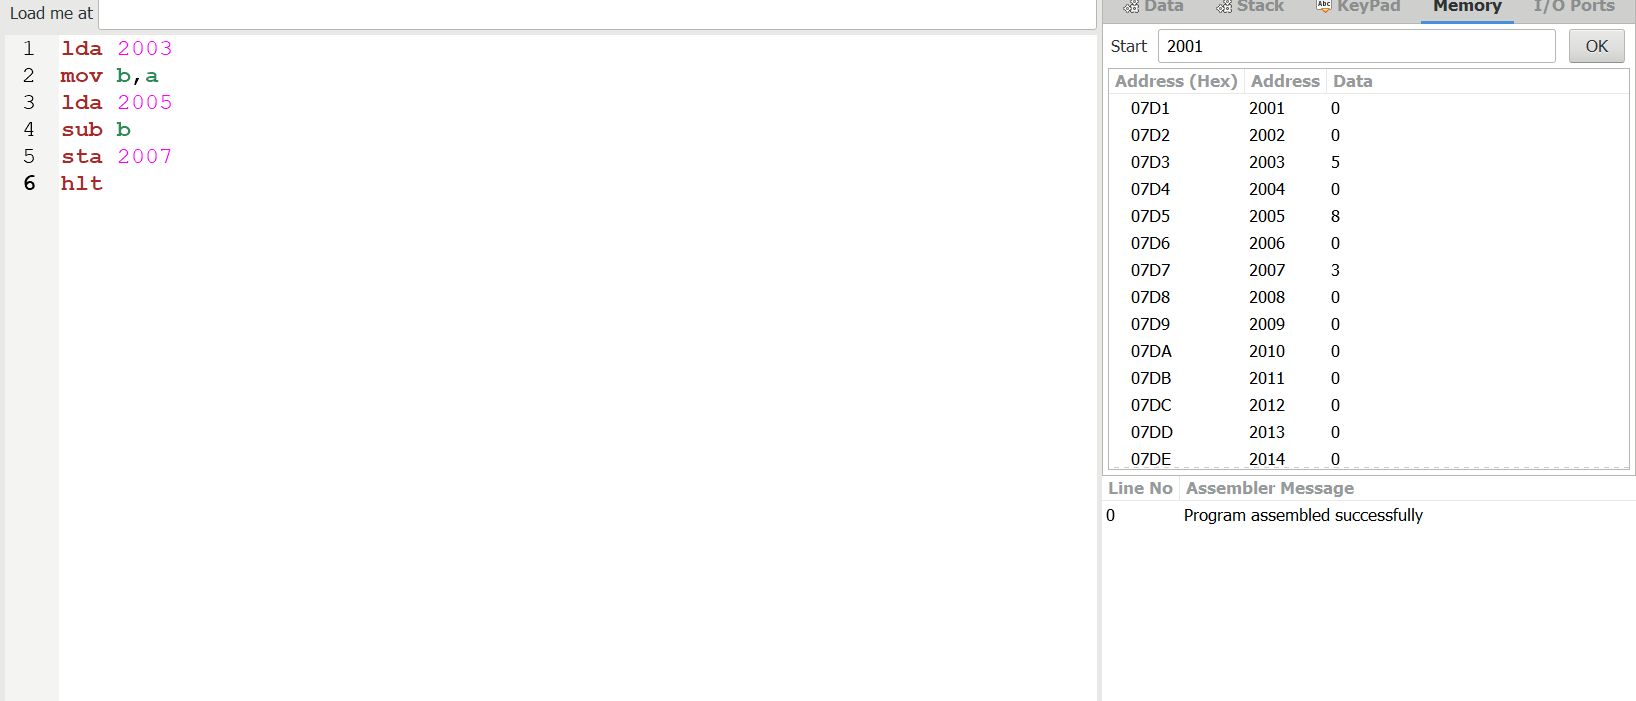 Load me at
1 lda 2003
2 mov b,a
3 lda 2005
4 sub b
5 sta 2007
6 hlt
Data Stack KeyPad Memory I/O Ports
Start 2001 OK
Address (Hex) Address Data
07D1 2001 0
07D2 2002 0
07D3 2003 5
07D4 2004 0
07D5 2005 8
07D6 2006 0
07D7 2007 3
07D8 2008 0
07D9 2009 0
07DA 2010 0
07DB 2011 0
07DC 2012 0
07DD 2013 0
07DE 2014 0
Line No Assembler Message
0 Program assembled successfully